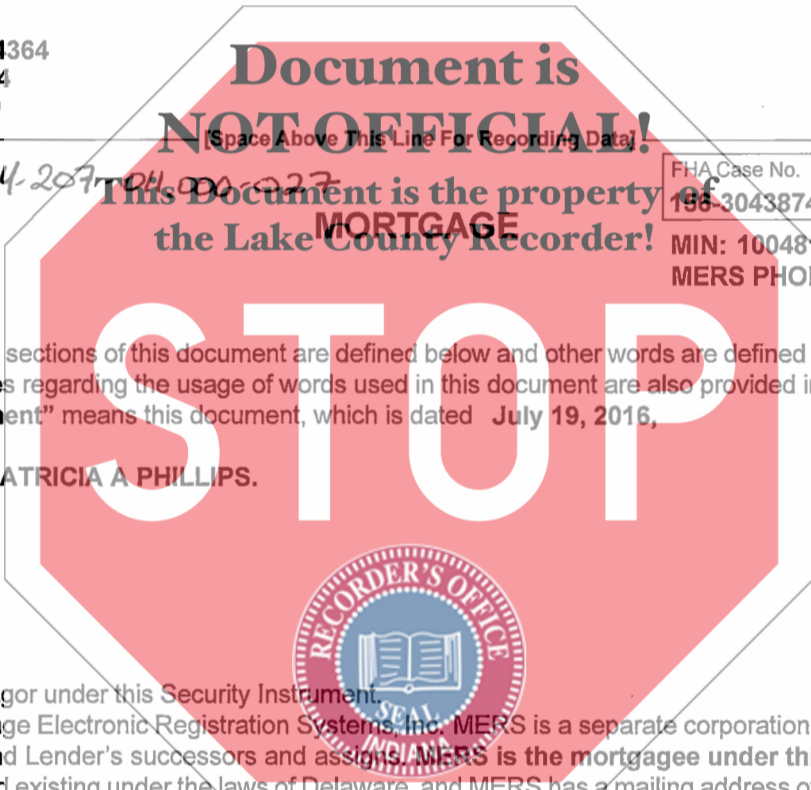 4364
4
Document is
NOT OFFICIAL!
[Space Above This Line For Recording Data]
This Document is the property of
the Lake County Recorder!
FHA Case No.
MORTGAGE
MIN: 10048
MERS PHO
sections of this document are defined below and other words are defined
s regarding the usage of words used in this document are also provided i
ent” means this document, which is dated July 19, 2016,
ATRICIA A PHILLIPS.
STOP
RECORDER'S OFFICE
SEAL
INDIANA
gor under this Security Instrument.
ge Electronic Registration Systems, Inc. MERS is a separate corporation
d Lender's successors and assigns. MERS is the mortgagee under th
existing under the laws of Delaware, and MERS has a mailing address o